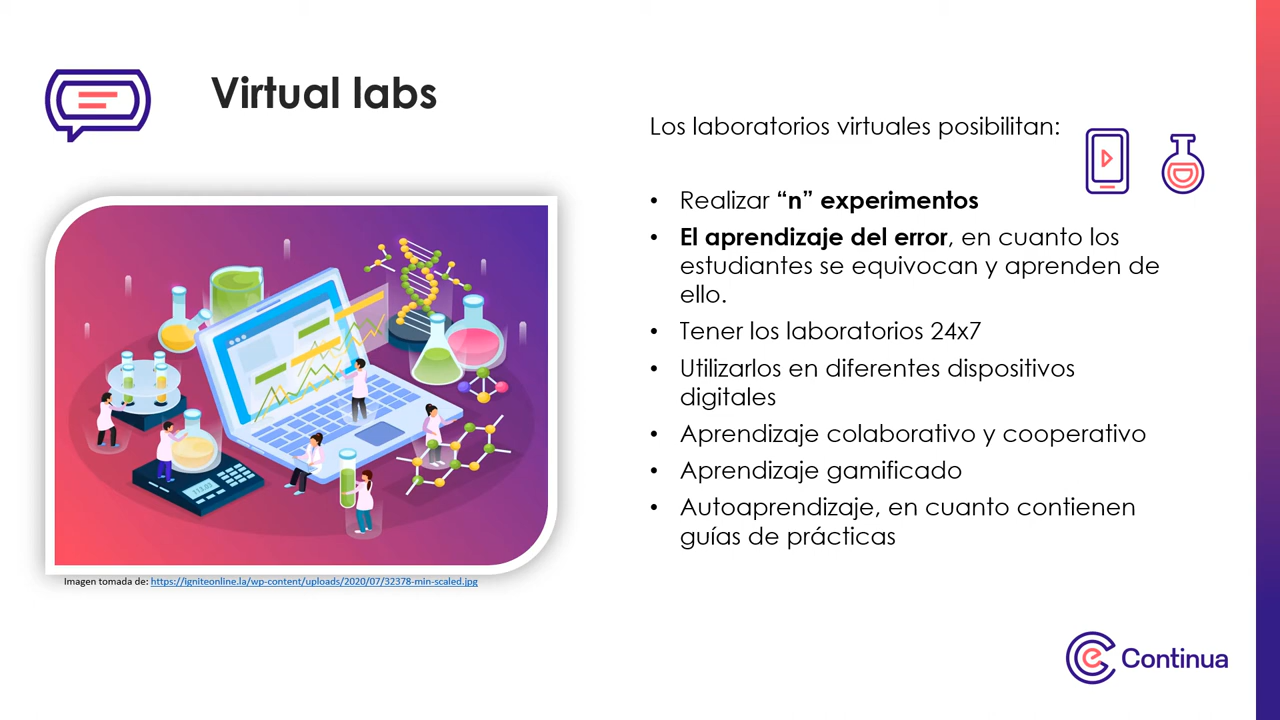 Virtual labs
Los laboratorios virtuales posibilitan:
• Realizar “n” experimentos
• El aprendizaje del error, en cuanto los
estudiantes se equivocan y aprenden de
ello.
• Tener los laboratorios 24x7
• Utilizarlos en diferentes dispositivos
digitales
• Aprendizaje colaborativo y cooperativo
• Aprendizaje gamificado
• Autoaprendizaje, en cuanto contienen
guías de prácticas
Imagen tomada de: https://igniteonline.la/wp-content/uploads/2020/07/32378-min-scaled.jpg
Continua